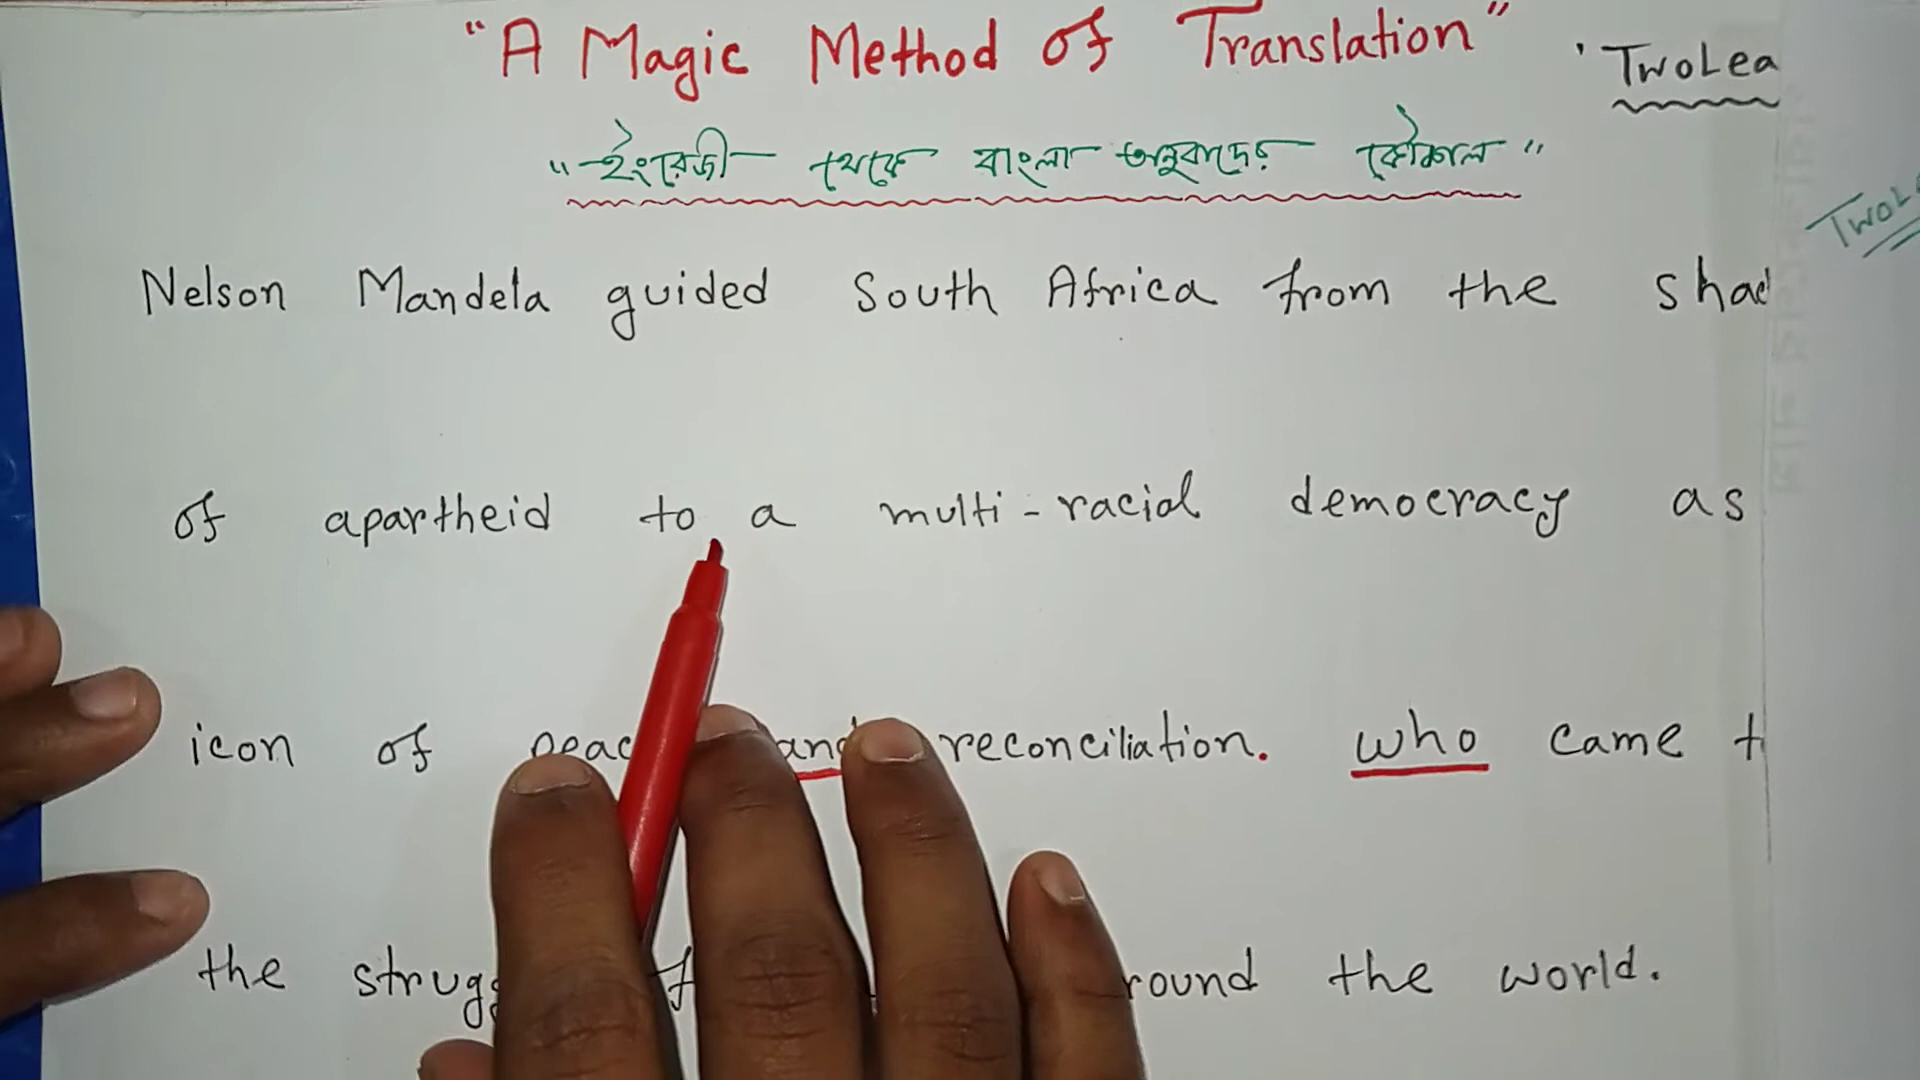 "A Magic Method of Translation" 'TwoLea
"ইংরেজী থেকে বাংলা অনুবাদের কৌশল"
Nelson Mandela guided South Africa from the
of apartheid to a multi-racial democracy as
icon of and reconciliation. who came
the the world.